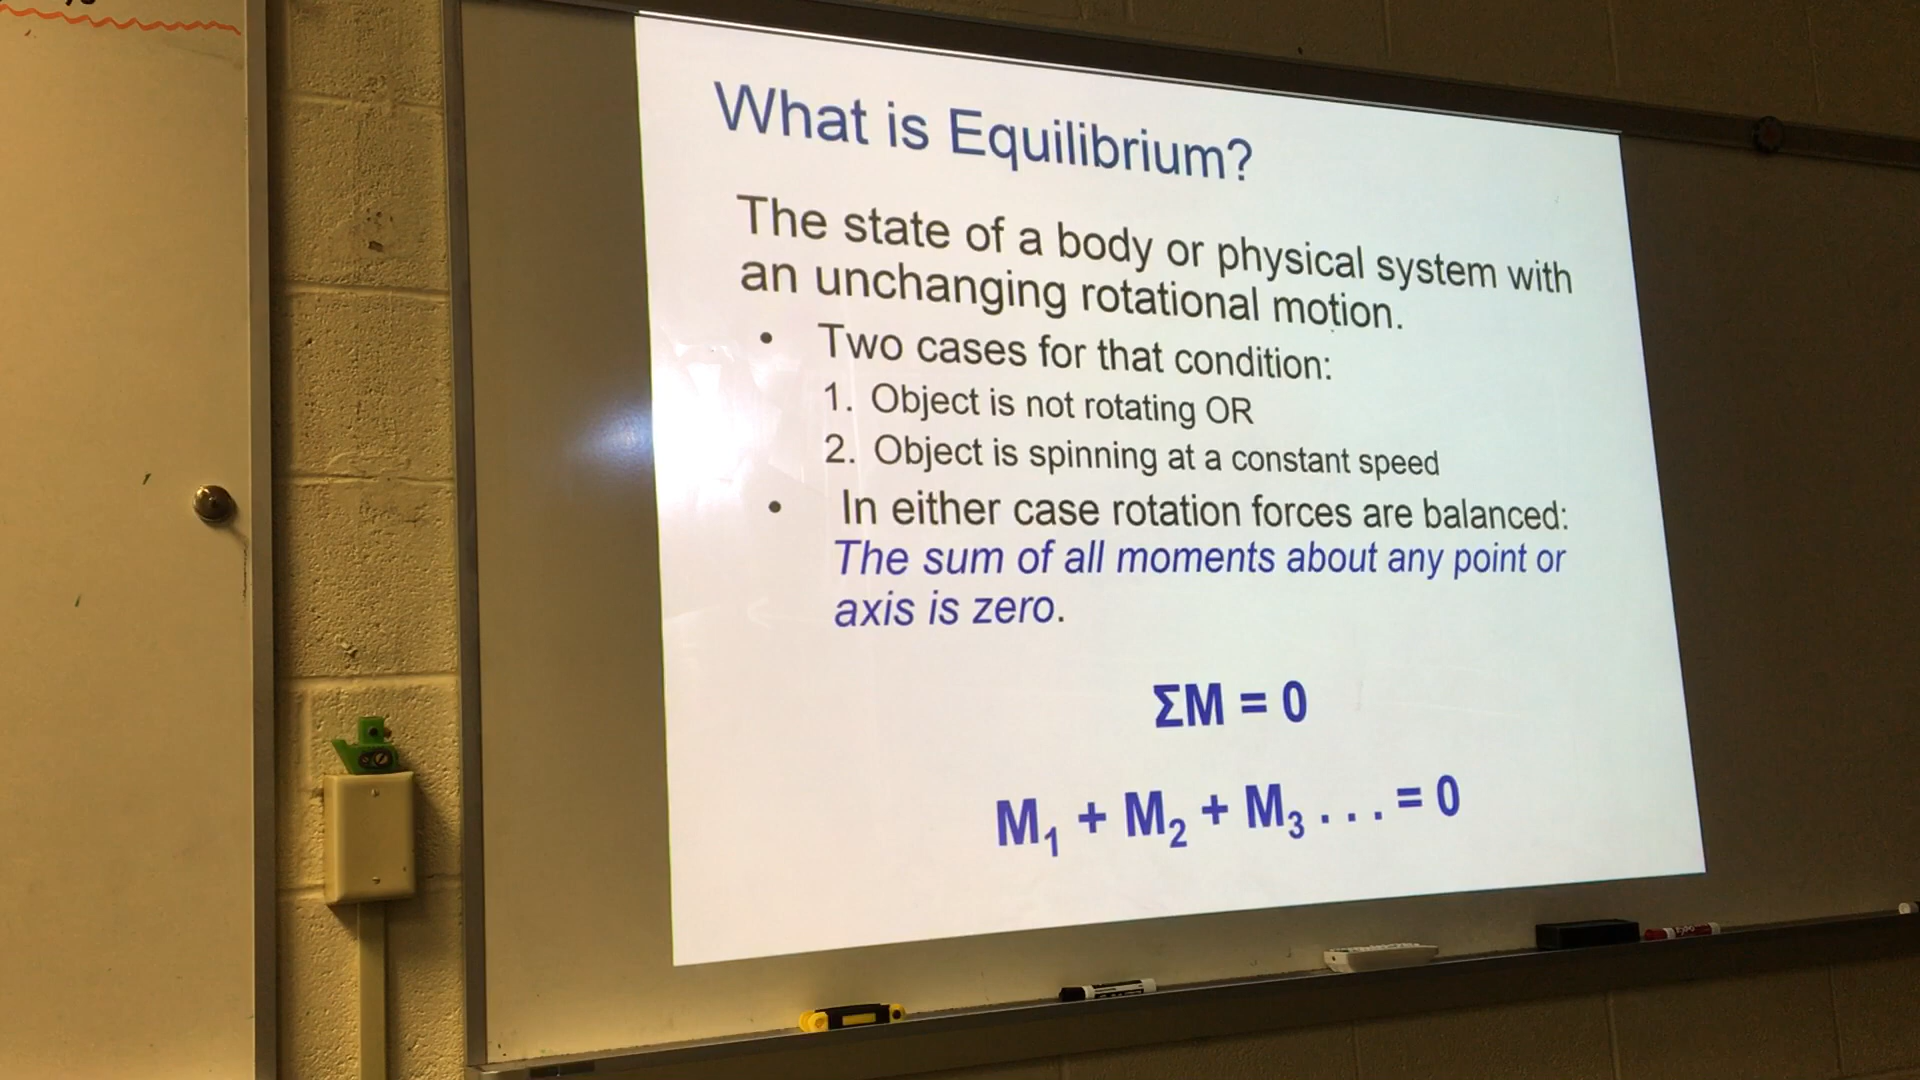 What is Equilibrium?
The state of a body or physical system with
an unchanging rotational motion.
• Two cases for that condition:
1. Object is not rotating OR
2. Object is spinning at a constant speed
• In either case rotation forces are balanced:
The sum of all moments about any point or
axis is zero.
ΣM = 0
M₁ + M₂ + M₃ . . . = 0